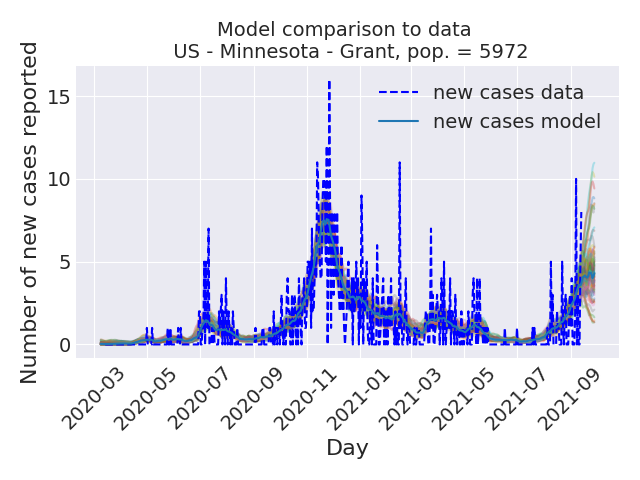 Model comparison to data
US - Minnesota - Grant, pop. = 5972
Number of new cases reported
15
10
5
0
new cases data
new cases model
2020-03
2020-05
2020-07
2020-09
2020-11
2021-01
2021-03
2021-05
2021-07
2021-09
Day